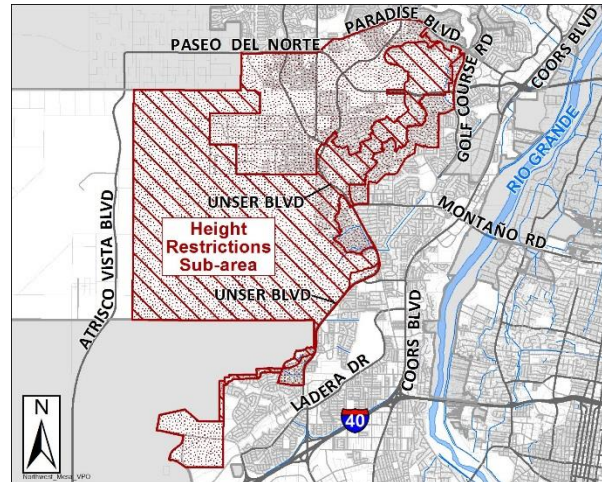 PARADISE BLVD
PASEO DEL NORTE
GOLF COURSE RD
COORS BLVD
RIO GRANDE
UNSER BLVD
MONTAÑO RD
Height
Restrictions
Sub-area
ATRISCO VISTA BLVD
UNSER BLVD
COORS BLVD
LADERA DR
40
N
Northwest_Mesa_VPO